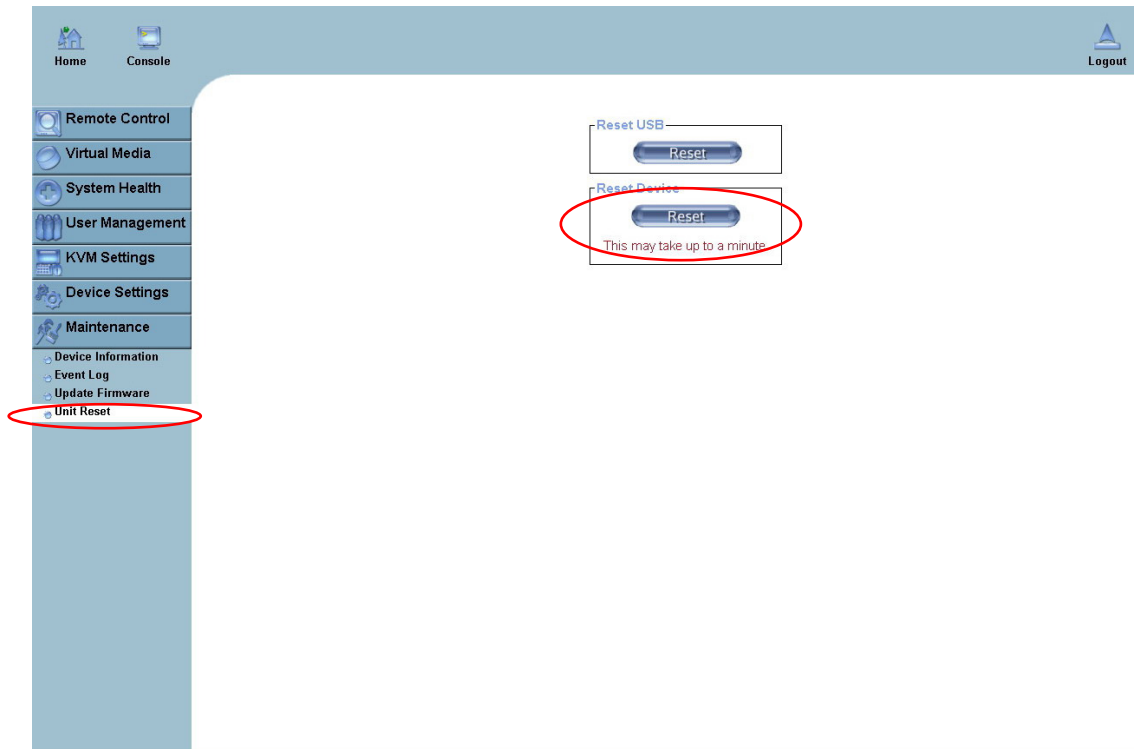 Home
Console
Logout
Remote Control
Virtual Media
System Health
User Management
KVM Settings
Device Settings
Maintenance
Device Information
Event Log
Update Firmware
Unit Reset
Reset USB
Reset
Reset Device
Reset
This may take up to a minute